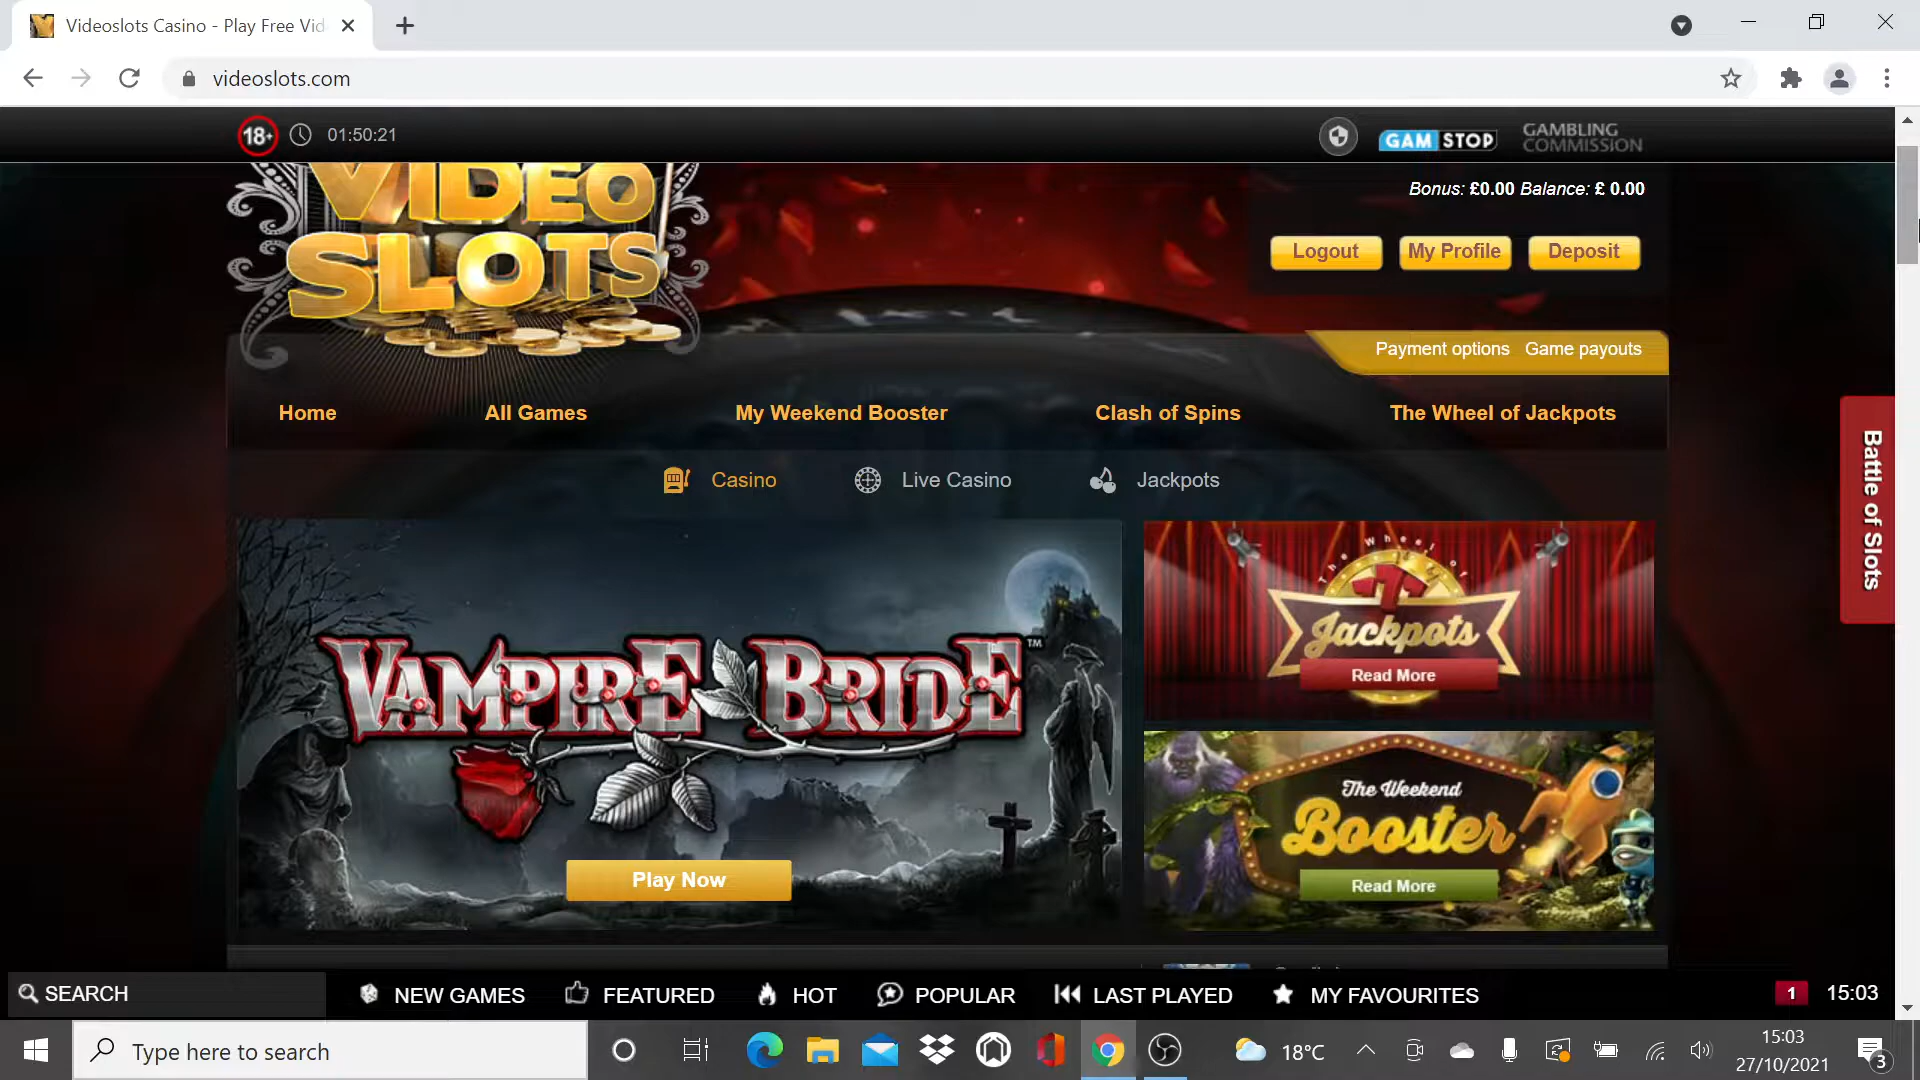 Videoslots Casino - Play Free Vid
videoslots.com
18+ 01:50:21
GAMSTOP
GAMBLING
COMMISSION
VIDEO
SLOTS
Bonus: £0.00 Balance: £ 0.00
Logout My Profile Deposit
Payment options Game payouts
Home All Games My Weekend Booster Clash of Spins The Wheel of Jackpots
Casino Live Casino Jackpots
Battle of Slots
VAMPIRE BRIDE™
Play Now
The Wheel of
Jackpots
Read More
The Weekend
Booster
Read More
SEARCH NEW GAMES FEATURED HOT POPULAR LAST PLAYED MY FAVOURITES 1 15:03
Type here to search
18°C
15:03
27/10/2021
3